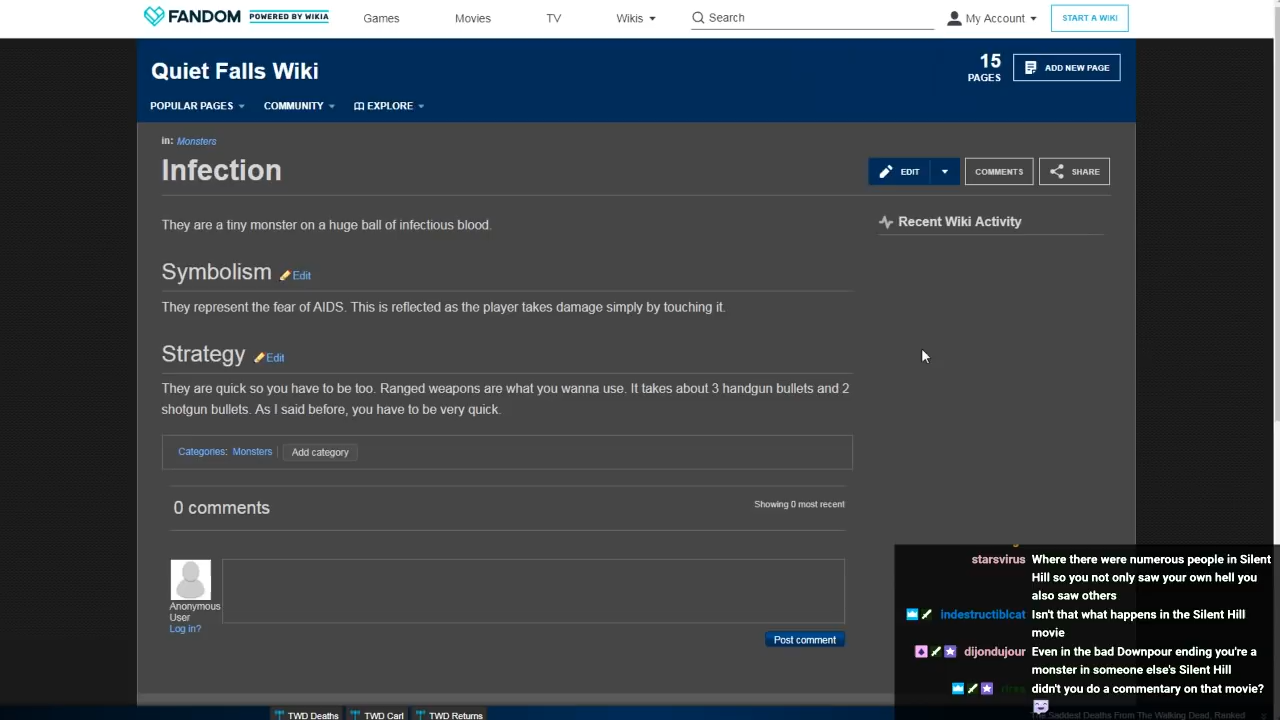 FANDOM POWERED BY WIKIA
Games
Movies
TV
Wikis
Search
My Account
START A WIKI
Quiet Falls Wiki
15
PAGES
ADD NEW PAGE
POPULAR PAGES
COMMUNITY
EXPLORE
in: Monsters
Infection
EDIT
COMMENTS
SHARE
They are a tiny monster on a huge ball of infectious blood.
Recent Wiki Activity
Symbolism Edit
They represent the fear of AIDS. This is reflected as the player takes damage simply by touching it.
Strategy Edit
They are quick so you have to be too. Ranged weapons are what you wanna use. It takes about 3 handgun bullets and 2
shotgun bullets. As I said before, you have to be very quick.
Categories: Monsters
Add category
0 comments
Showing 0 most recent
Anonymous
User
Log in?
Post comment
starsvirus Where there were numerous people in Silent
Hill so you not only saw your own hell you
also saw others
indestructiblcat Isn't that what happens in the Silent Hill
movie
dijondujour Even in the bad Downpour ending you're a
monster in someone else's Silent Hill
didn't you do a commentary on that movie?
TWD Deaths
TWD Carl
TWD Returns
The Saddest Deaths From The Walking Dead, Ranked